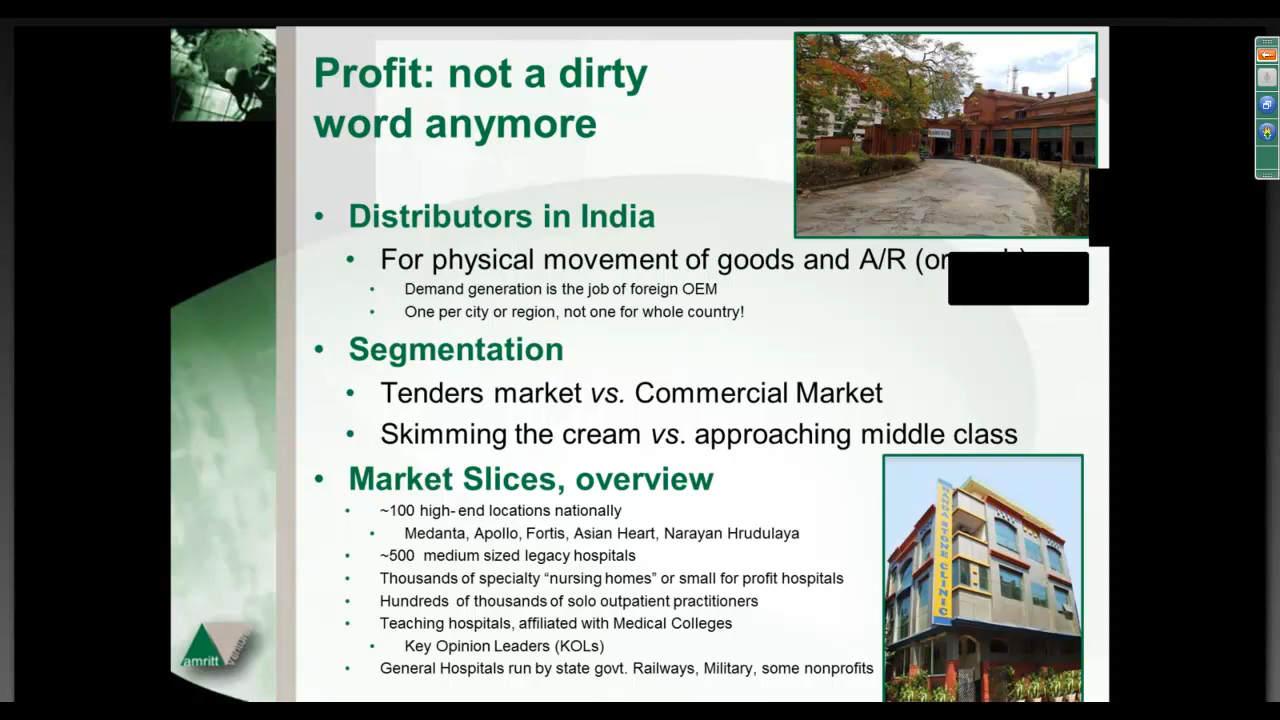 Profit: not a dirty
word anymore
• Distributors in India
• For physical movement of goods and A/R
• Demand generation is the job of foreign OEM
• One per city or region, not one for whole country!
• Segmentation
• Tenders market vs. Commercial Market
• Skimming the cream vs. approaching middle class
• Market Slices, overview
• ~100 high-end locations nationally
• Medanta, Apollo, Fortis, Asian Heart, Narayan Hrudulaya
• ~500 medium sized legacy hospitals
• Thousands of specialty “nursing homes” or small for profit hospitals
• Hundreds of thousands of solo outpatient practitioners
• Teaching hospitals, affiliated with Medical Colleges
• Key Opinion Leaders (KOLs)
• General Hospitals run by state govt. Railways, Military, some nonprofits
STONE CLINIC
amritt